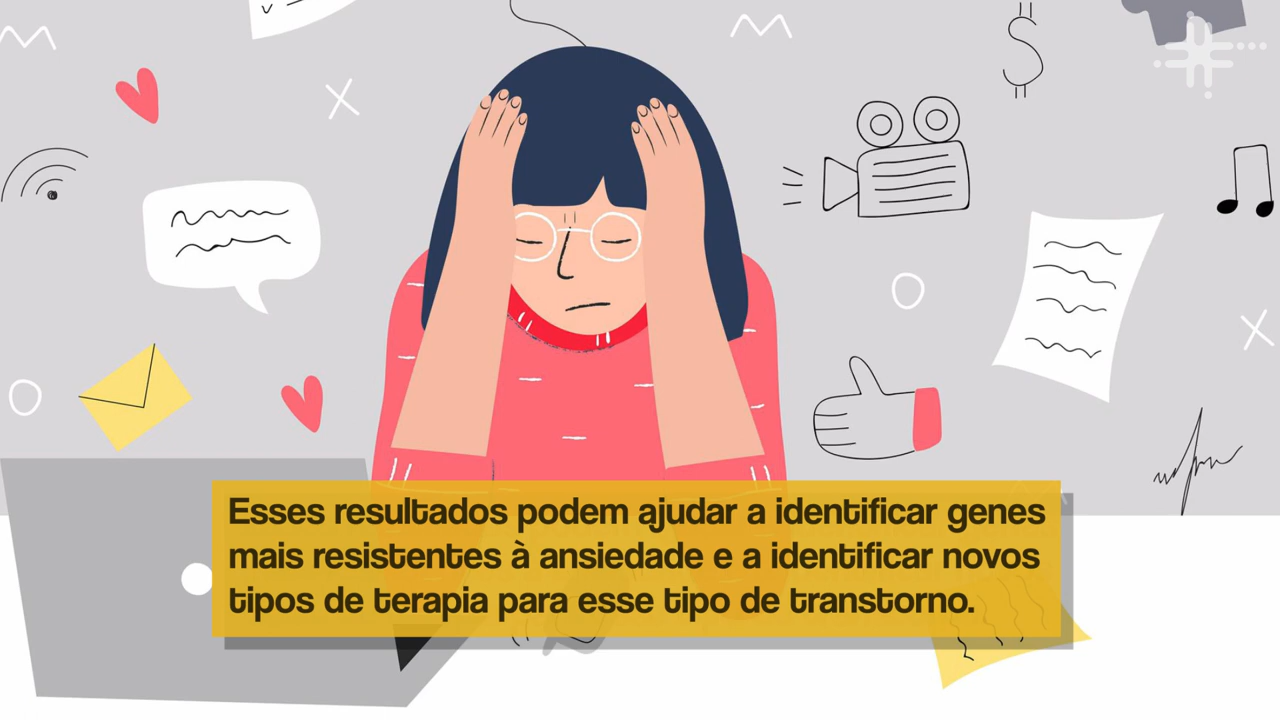 Esses resultados podem ajudar a identificar genes
mais resistentes à ansiedade e a identificar novos
tipos de terapia para esse tipo de transtorno.